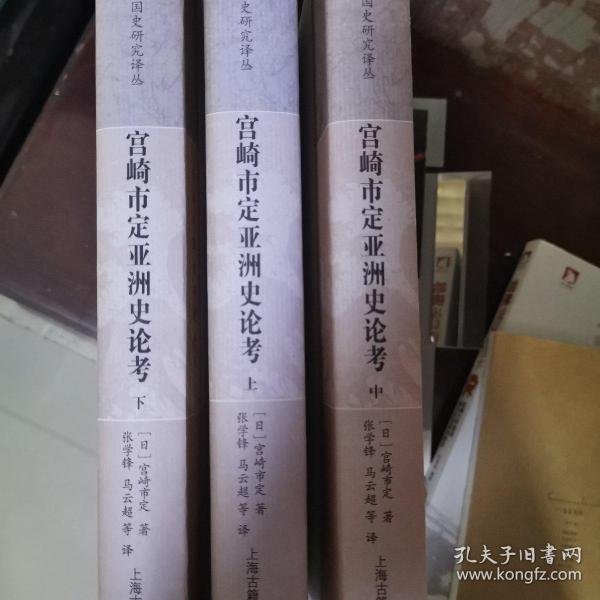 国史研究译丛
宫崎市定亚洲史论考
下
[日]宫崎市定 著
张学锋 马云超 等 译
上海古
史研究译丛
宫崎市定亚洲史论考
上
[日]宫崎市定 著
张学锋 马云超 等 译
上海古籍
国史研究译丛
宫崎市定亚洲史论考
中
[日]宫崎市定 著
张学锋 马云超 等 译
上海古籍
孔夫子旧书网
www.kongfz.com